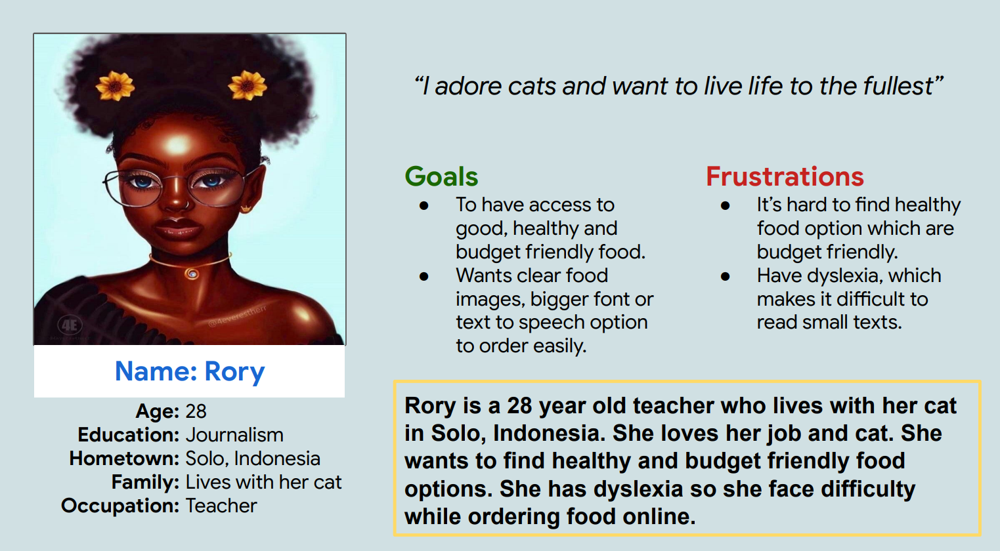 “I adore cats and want to live life to the fullest”
@4everestherr
4E
Name: Rory
Age: 28
Education: Journalism
Hometown: Solo, Indonesia
Family: Lives with her cat
Occupation: Teacher
Goals
● To have access to
good, healthy and
budget friendly food.
● Wants clear food
images, bigger font or
text to speech option
to order easily.
Frustrations
● It’s hard to find healthy
food option which are
budget friendly.
● Have dyslexia, which
makes it difficult to
read small texts.
Rory is a 28 year old teacher who lives with her cat
in Solo, Indonesia. She loves her job and cat. She
wants to find healthy and budget friendly food
options. She has dyslexia so she face difficulty
while ordering food online.